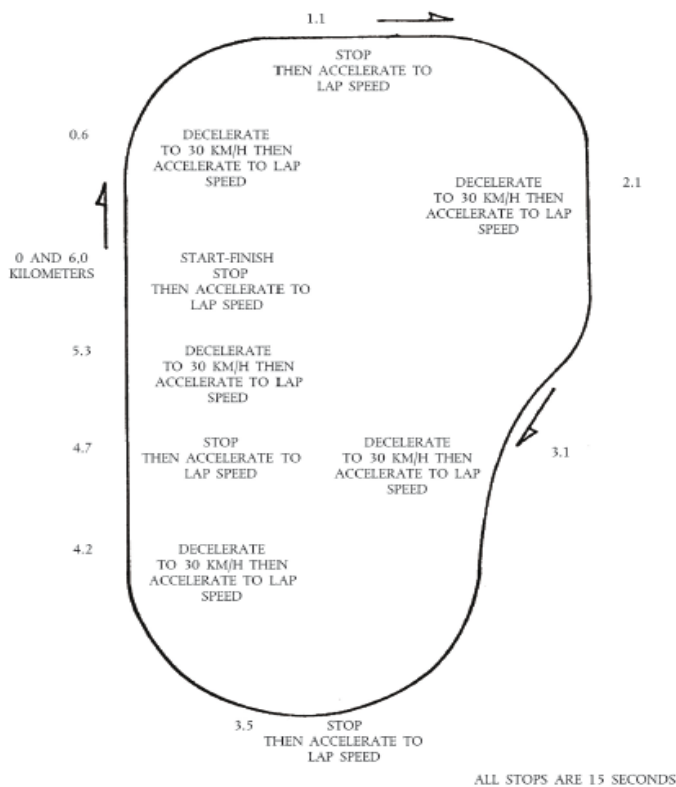 1.1
STOP
THEN ACCELERATE TO
LAP SPEED
0.6
DECELERATE
TO 30 KM/H THEN
ACCELERATE TO LAP
SPEED
DECELERATE
TO 30 KM/H THEN
ACCELERATE TO LAP
SPEED
2.1
0 AND 6,0
KILOMETERS
START-FINISH
STOP
THEN ACCELERATE TO
LAP SPEED
5.3
DECELERATE
TO 30 KM/H THEN
ACCELERATE TO LAP
SPEED
4.7
STOP
THEN ACCELERATE TO
LAP SPEED
DECELERATE
TO 30 KM/H THEN
ACCELERATE TO LAP
SPEED
3.1
4.2
DECELERATE
TO 30 KM/H THEN
ACCELERATE TO LAP
SPEED
3.5
STOP
THEN ACCELERATE TO
LAP SPEED
ALL STOPS ARE 15 SECONDS